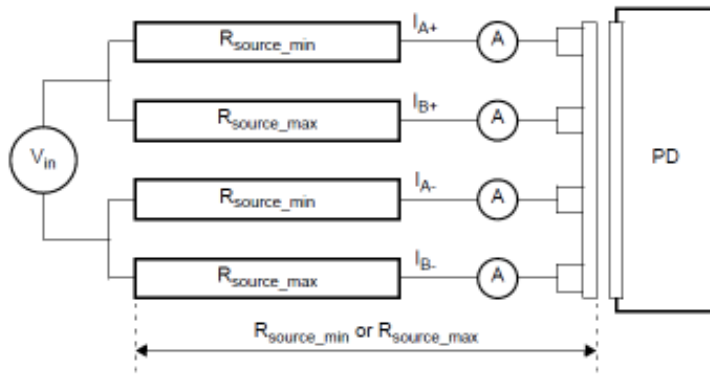 R_source_min
I_A+
A
R_source_max
I_B+
A
V_in
PD
R_source_min
I_A-
A
R_source_max
I_B-
A
R_source_min or R_source_max